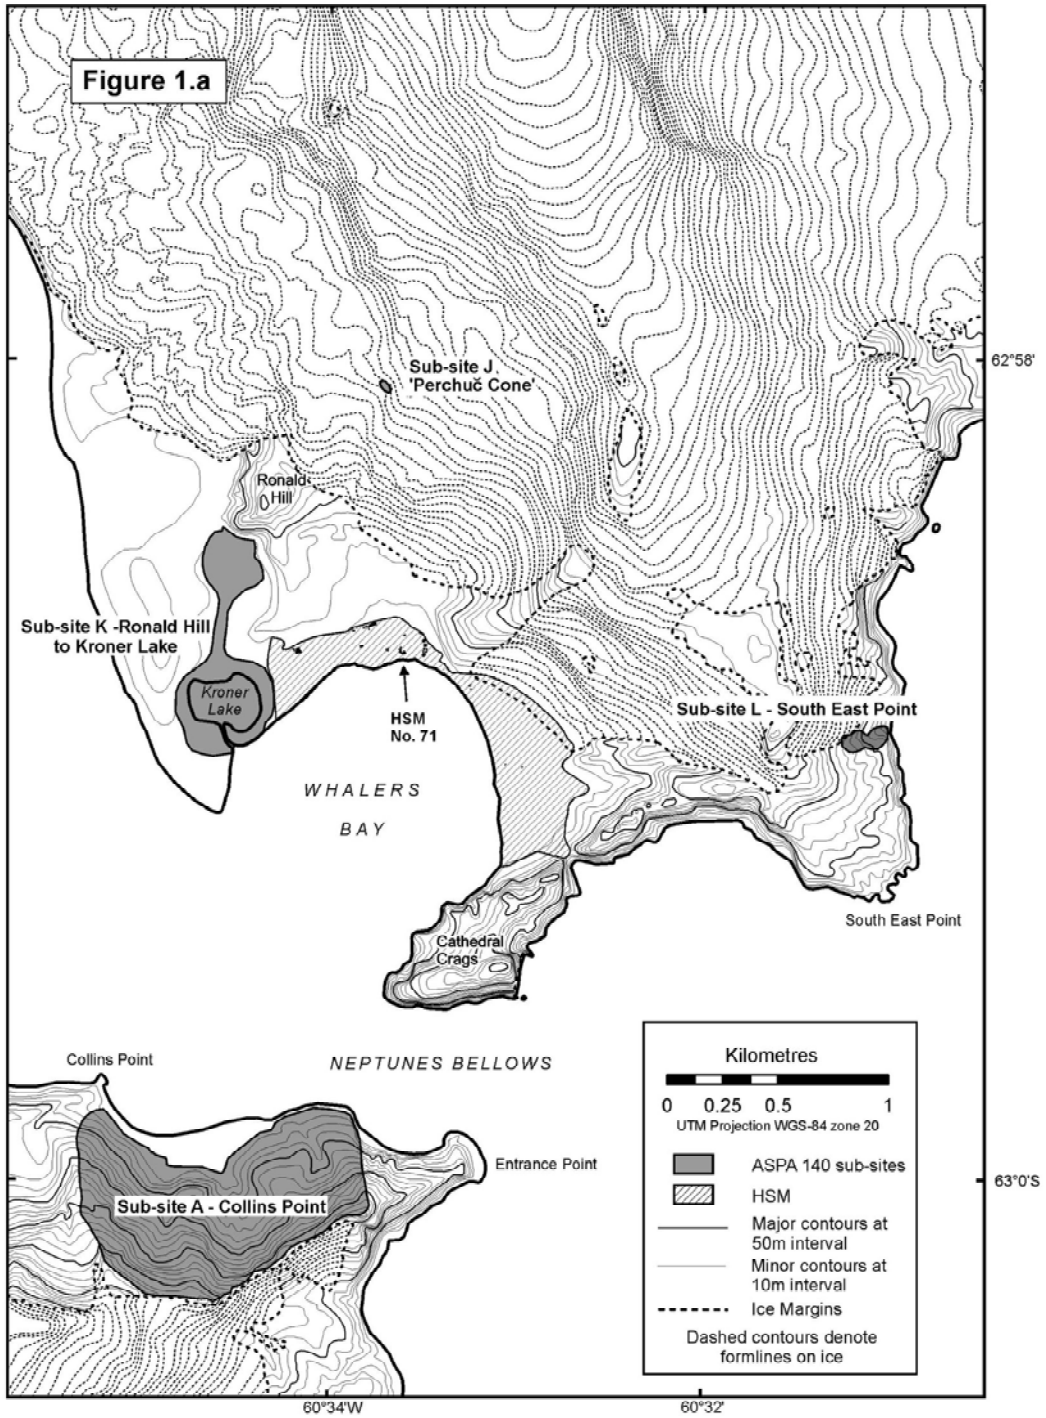 Figure 1.a
62°58'
Sub-site J
'Perchuč Cone'
Ronald
Hill
Sub-site K -Ronald Hill
to Kroner Lake
Kroner
Lake
HSM
No. 71
Sub-site L - South East Point
WHALERS
BAY
South East Point
Cathedral
Crags
NEPTUNES BELLOWS
Collins Point
Entrance Point
Sub-site A - Collins Point
63°0'S
Kilometres
0 0.25 0.5 1
UTM Projection WGS-84 zone 20
ASPA 140 sub-sites
HSM
Major contours at
50m interval
Minor contours at
10m interval
Ice Margins
Dashed contours denote
formlines on ice
60°34'W
60°32'